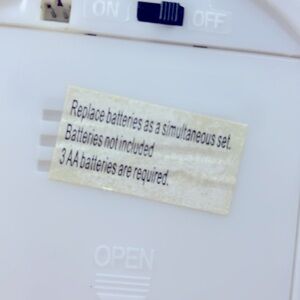 ON OFF
Replace batteries as a simultaneous set.
Batteries not included
3 AA batteries are required.
OPEN